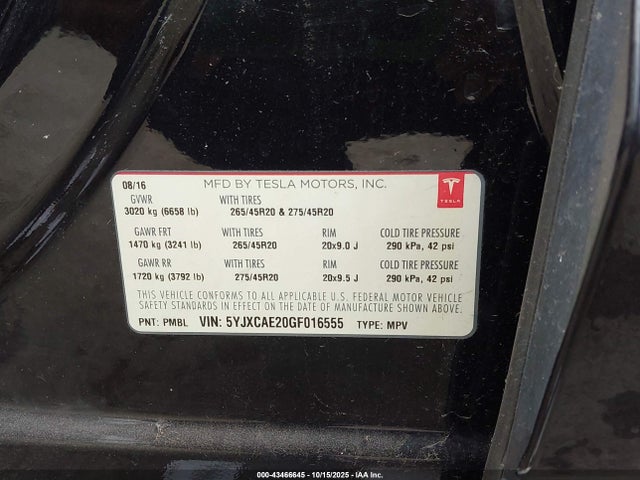 08/16 MFD BY TESLA MOTORS, INC.
GVWR WITH TIRES
3020 kg (6658 lb) 265/45R20 & 275/45R20
TESLA
GAWR FRT WITH TIRES RIM COLD TIRE PRESSURE
1470 kg (3241 lb) 265/45R20 20x9.0 J 290 kPa, 42 psi
GAWR RR WITH TIRES RIM COLD TIRE PRESSURE
1720 kg (3792 lb) 275/45R20 20x9.5 J 290 kPa, 42 psi
THIS VEHICLE CONFORMS TO ALL APPLICABLE U.S. FEDERAL MOTOR VEHICLE
SAFETY STANDARDS IN EFFECT ON THE DATE OF MANUFACTURE SHOWN ABOVE.
PNT: PMBL VIN: 5YJXCAE20GF016555 TYPE: MPV
000-43466645 - 10/15/2025 - IAA Inc.